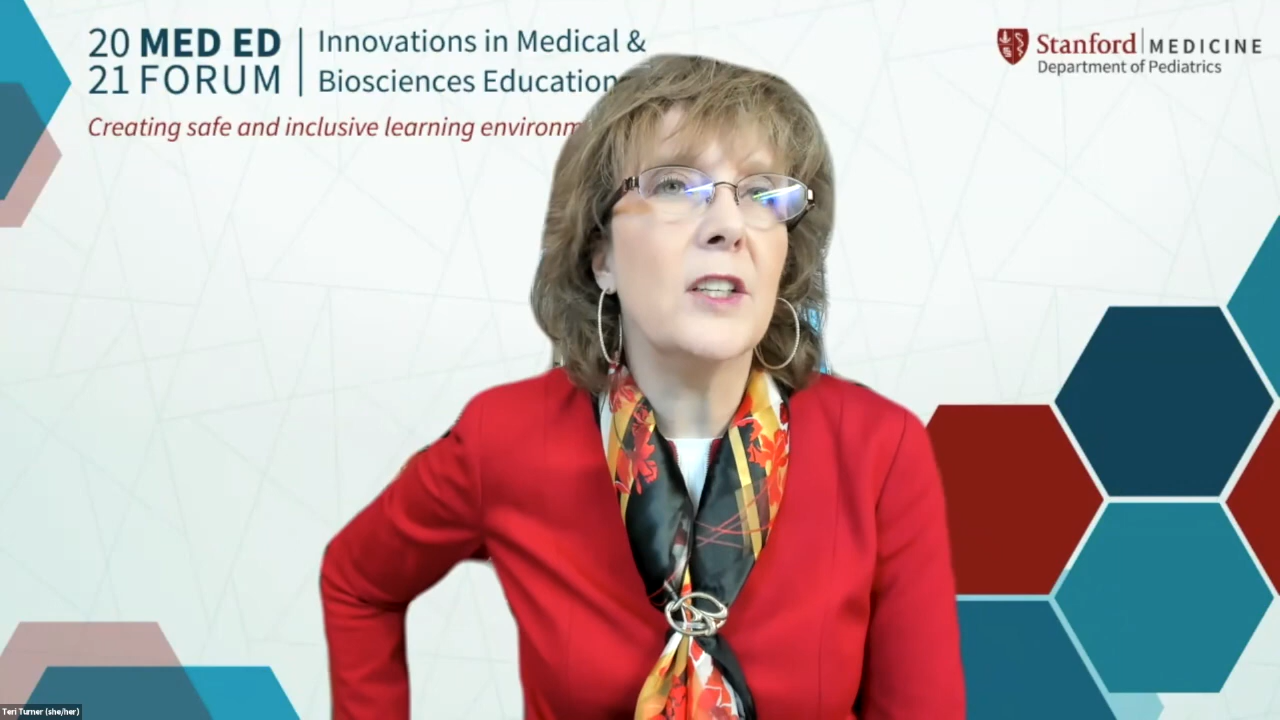 20 MED ED
21 FORUM
Innovations in Medical &
Biosciences Education
Creating safe and inclusive learning
Stanford MEDICINE
Department of Pediatrics
Teri Turner (she/her)